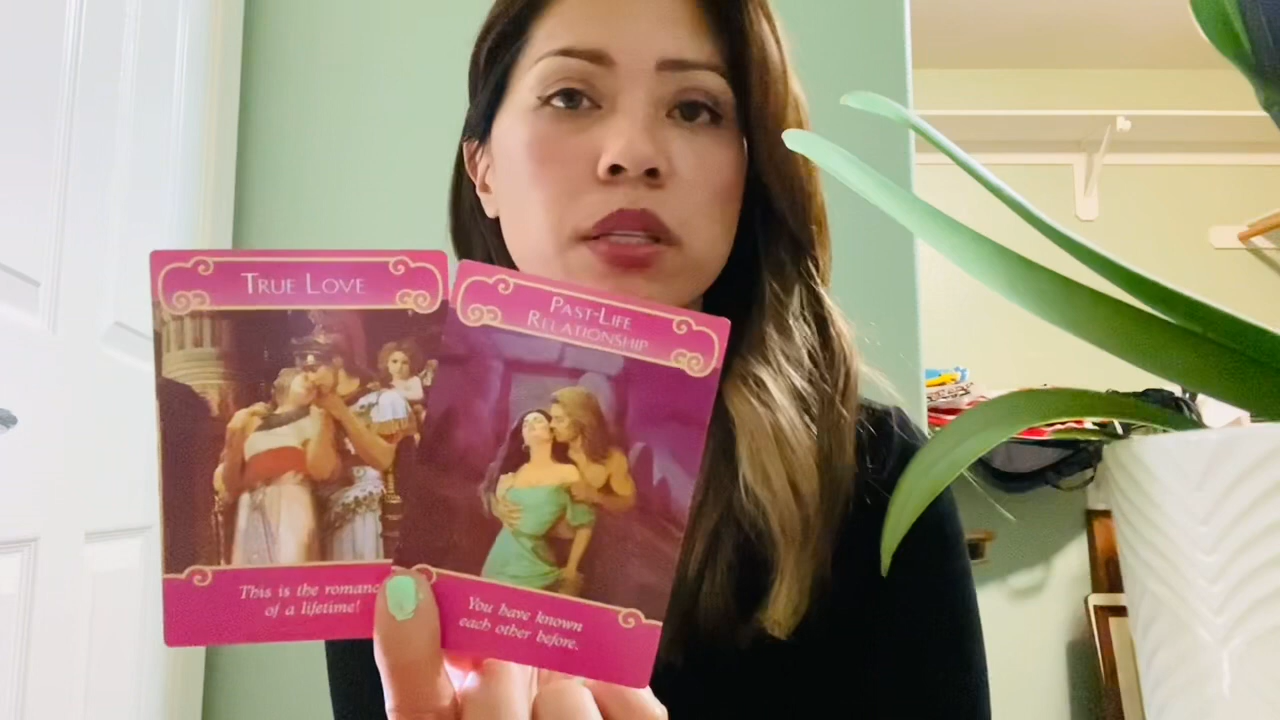 TRUE LOVE
This is the romanc
of a lifetime!
PAST-LIFE
RELATIONSHIP
You have known
each other before.